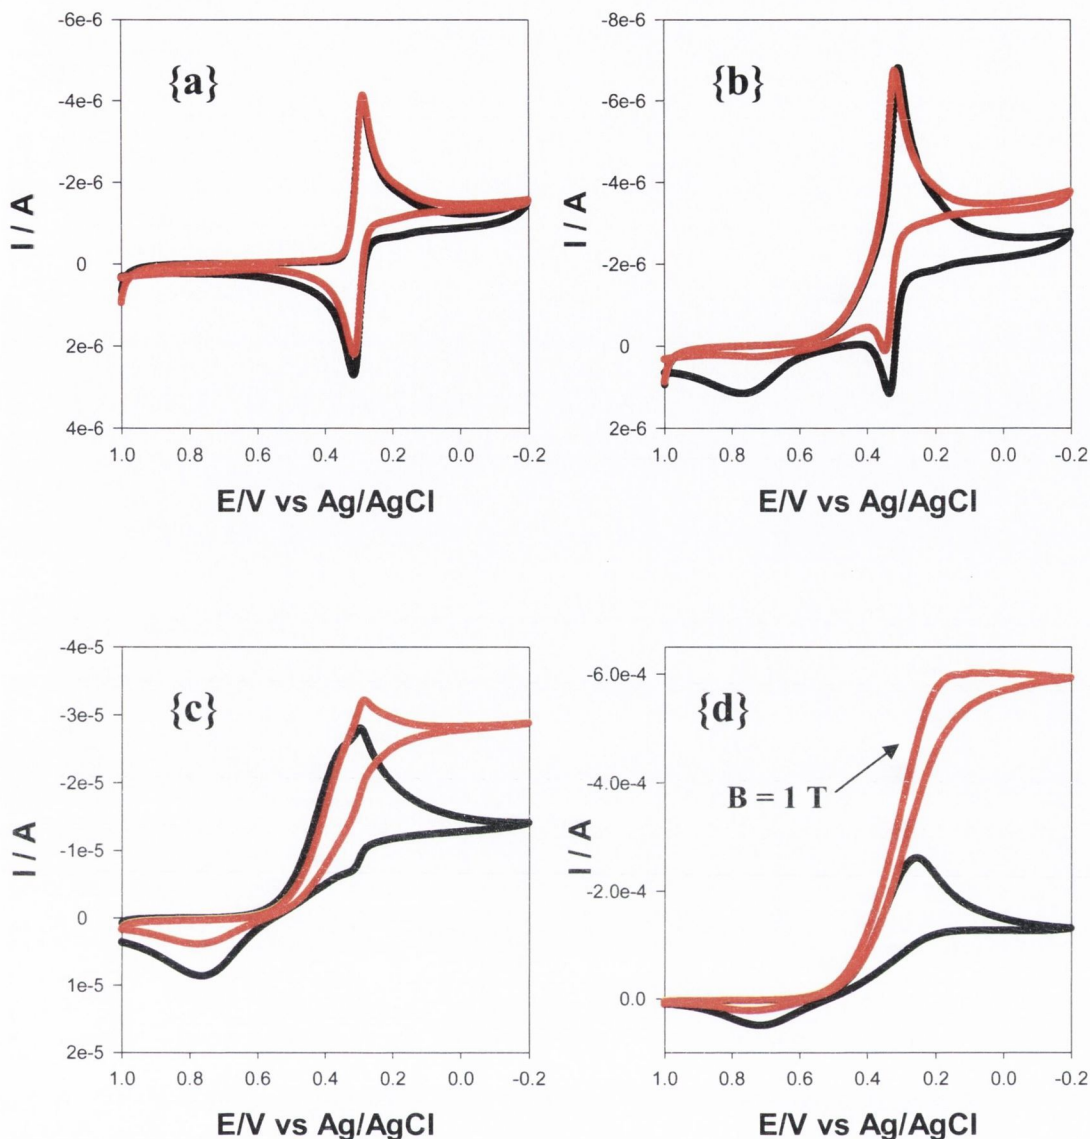 -6e-6
-4e-6
-2e-6
0
2e-6
4e-6
I / A
{a}
1.0 0.8 0.6 0.4 0.2 0.0 -0.2
E/V vs Ag/AgCl
-8e-6
-6e-6
-4e-6
-2e-6
0
2e-6
I / A
{b}
1.0 0.8 0.6 0.4 0.2 0.0 -0.2
E/V vs Ag/AgCl
-4e-5
-3e-5
-2e-5
-1e-5
0
1e-5
2e-5
I / A
{c}
1.0 0.8 0.6 0.4 0.2 0.0 -0.2
E/V vs Ag/AgCl
-6.0e-4
-4.0e-4
-2.0e-4
0.0
I / A
{d}
B = 1 T
1.0 0.8 0.6 0.4 0.2 0.0 -0.2
E/V vs Ag/AgCl